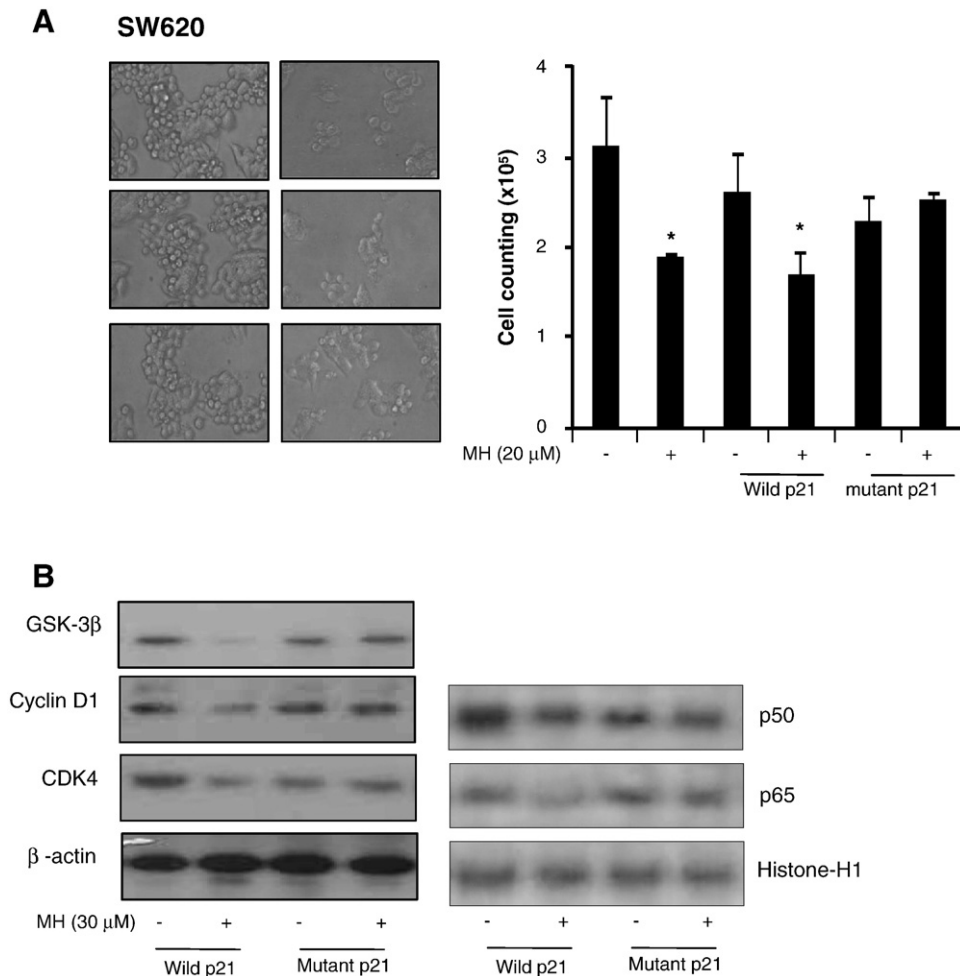 A
SW620
Cell counting (x10⁵)
4
3
2
1
0
* *
MH (20 μM) - + - + - +
Wild p21 mutant p21
B
GSK-3β
Cyclin D1
CDK4
β -actin
MH (30 μM) - + - +
Wild p21 Mutant p21
p50
p65
Histone-H1
- + - +
Wild p21 Mutant p21